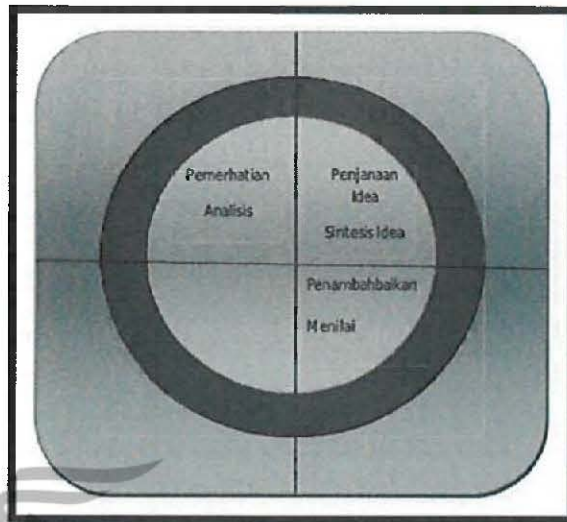 Pemerhatian
Analisis
Penjanaan
Idea
Sintesis Idea
Penambahbaikan
Menilai